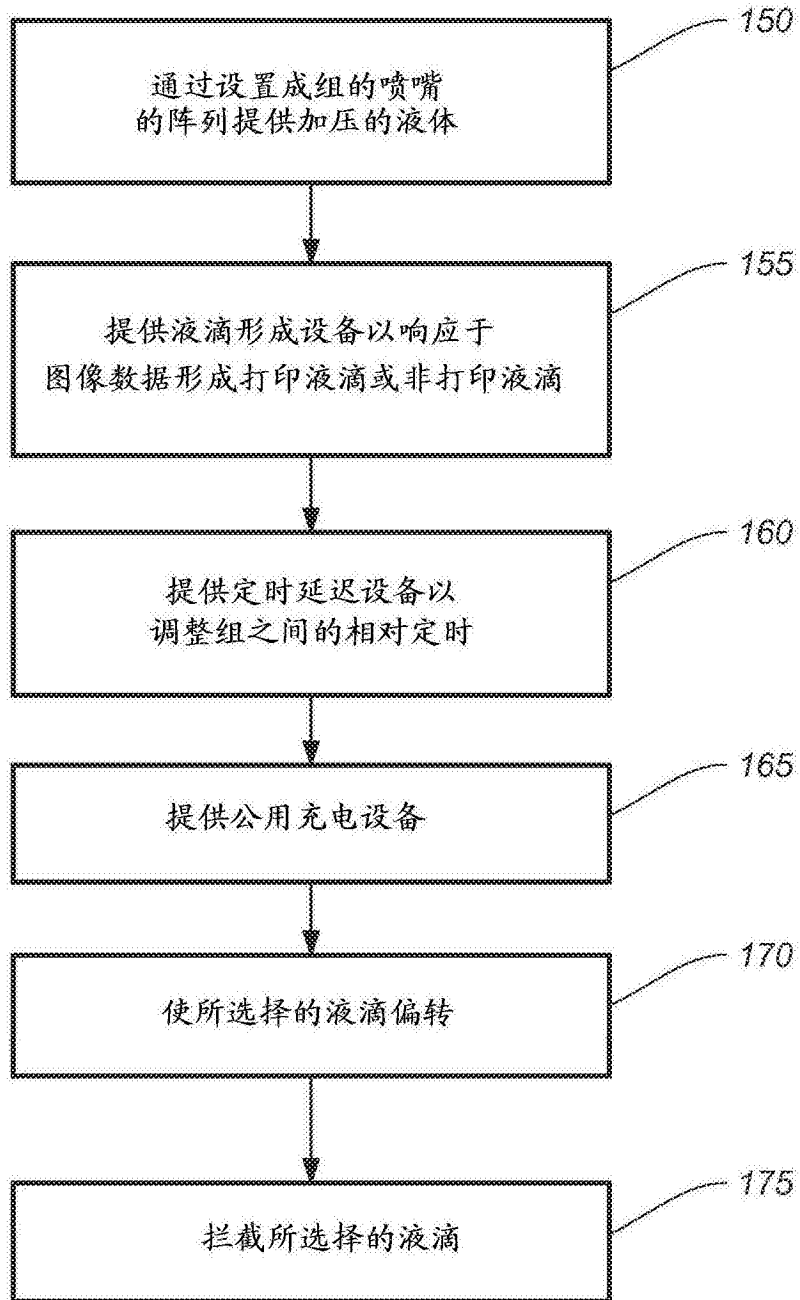 150
通过设置成组的喷嘴
的阵列提供加压的液体
155
提供液滴形成设备以响应于
图像数据形成打印液滴或非打印液滴
160
提供定时延迟设备以
调整组之间的相对定时
165
提供公用充电设备
170
使所选择的液滴偏转
175
拦截所选择的液滴